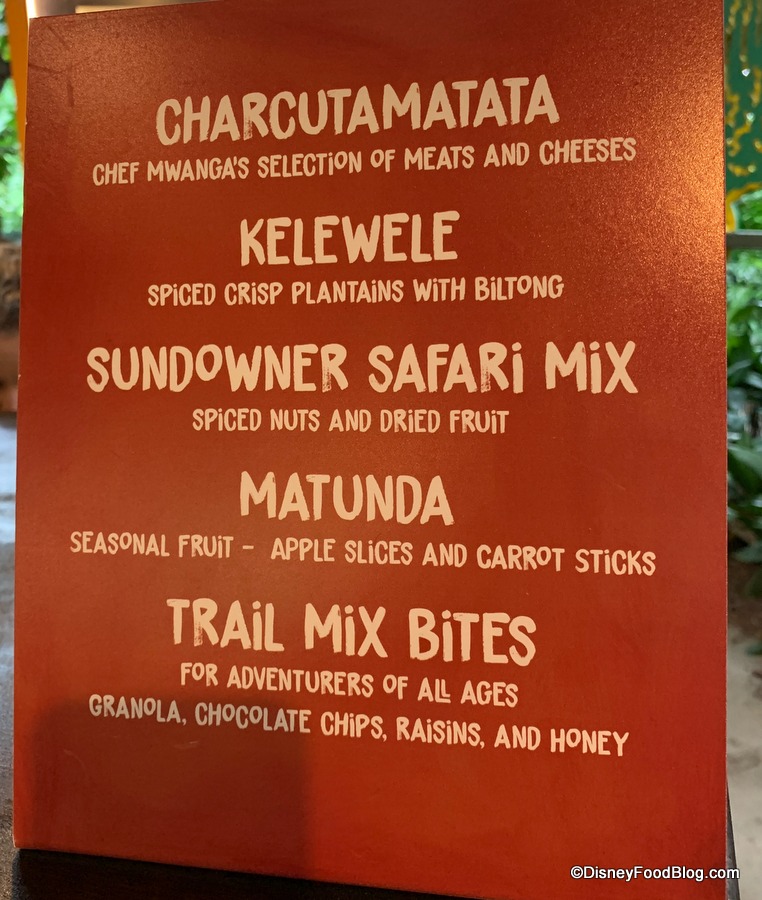 CHARCUTAMATATA
CHEF MWANGA'S SELECTION OF MEATS AND CHEESES
KELEWELE
SPICED CRISP PLANTAINS WITH BILTONG
SUNDOWNER SAFARI MIX
SPICED NUTS AND DRIED FRUIT
MATUNDA
SEASONAL FRUIT - APPLE SLICES AND CARROT STICKS
TRAIL MIX BITES
FOR ADVENTURERS OF ALL AGES
GRANOLA, CHOCOLATE CHIPS, RAISINS, AND HONEY
©DisneyFoodBlog.com